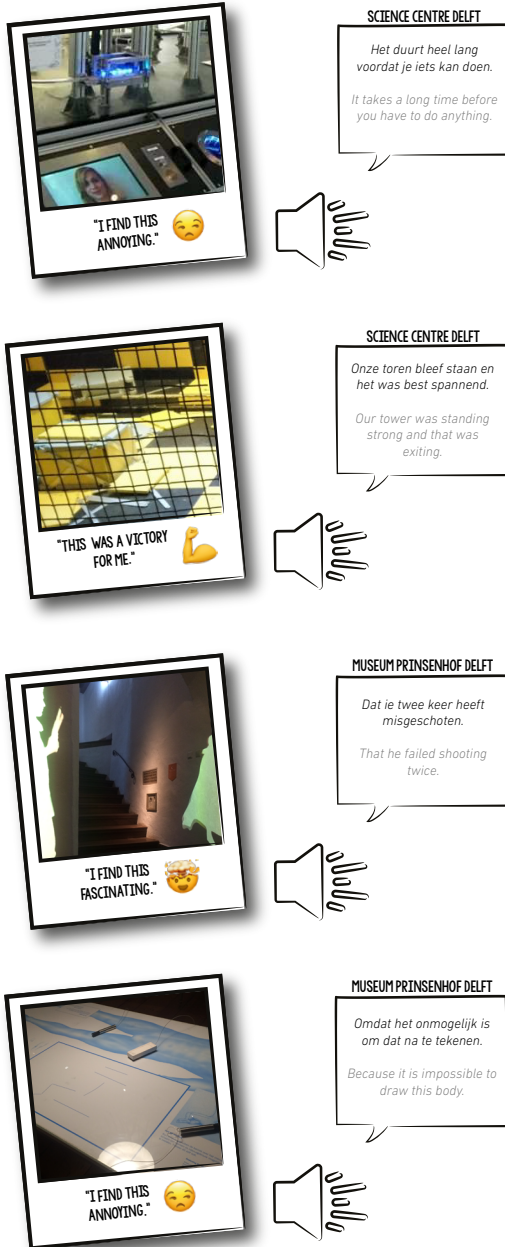 SCIENCE CENTRE DELFT
Het duurt heel lang
voordat je iets kan doen.
It takes a long time before
you have to do anything.
"I FIND THIS
ANNOYING."
SCIENCE CENTRE DELFT
Onze toren bleef staan en
het was best spannend.
Our tower was standing
strong and that was
exiting.
"THIS WAS A VICTORY
FOR ME."
MUSEUM PRINSENHOF DELFT
Dat ie twee keer heeft
misgeschoten.
That he failed shooting
twice.
"I FIND THIS
FASCINATING."
MUSEUM PRINSENHOF DELFT
Omdat het onmogelijk is
om dat na te tekenen.
Because it is impossible to
draw this body.
"I FIND THIS
ANNOYING."